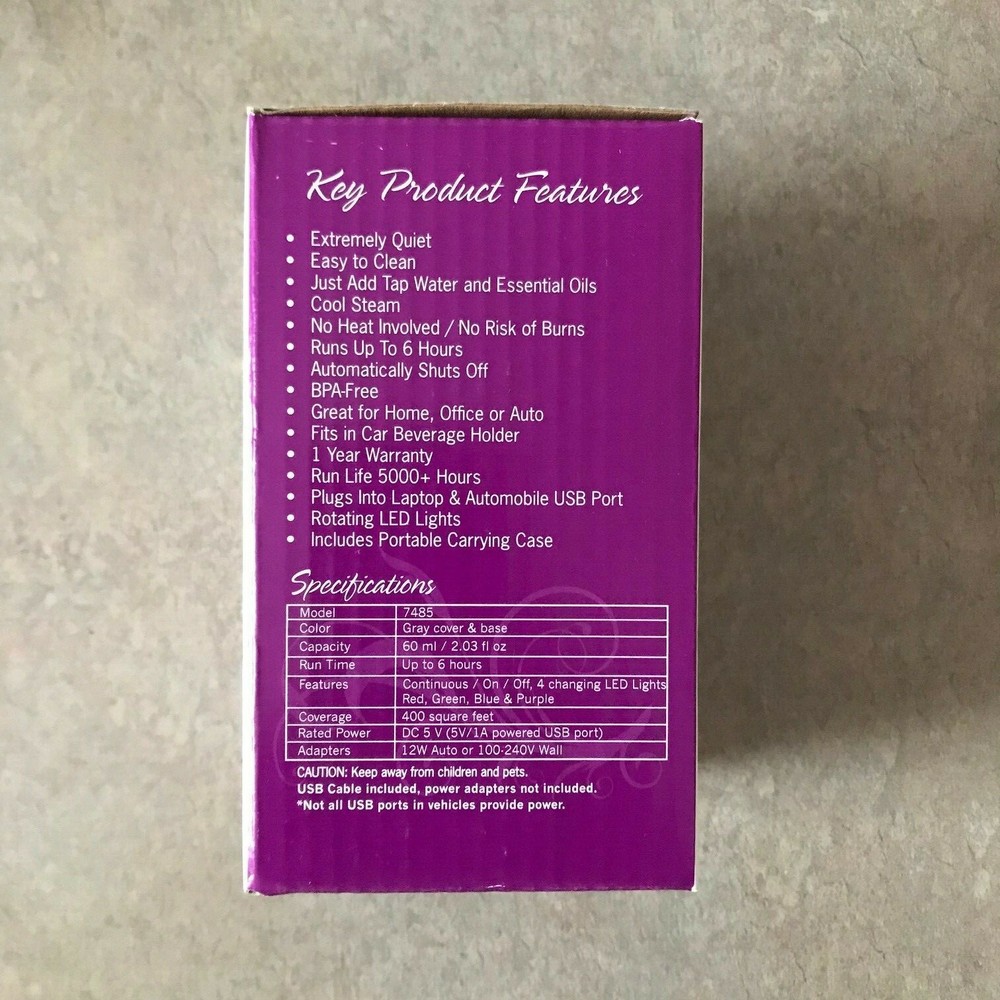 Key Product Features
• Extremely Quiet
• Easy to Clean
• Just Add Tap Water and Essential Oils
• Cool Steam
• No Heat Involved / No Risk of Burns
• Runs Up To 6 Hours
• Automatically Shuts Off
• BPA-Free
• Great for Home, Office or Auto
• Fits in Car Beverage Holder
• 1 Year Warranty
• Run Life 5000+ Hours
• Plugs Into Laptop & Automobile USB Port
• Rotating LED Lights
• Includes Portable Carrying Case
Specifications
Model 7485
Color Gray cover & base
Capacity 60 ml / 2.03 fl oz
Run Time Up to 6 hours
Features Continuous / On / Off, 4 changing LED Lights
Red, Green, Blue & Purple
Coverage 400 square feet
Rated Power DC 5 V (5V/1A powered USB port)
Adapters 12W Auto or 100-240V Wall
CAUTION: Keep away from children and pets.
USB Cable included, power adapters not included.
*Not all USB ports in vehicles provide power.